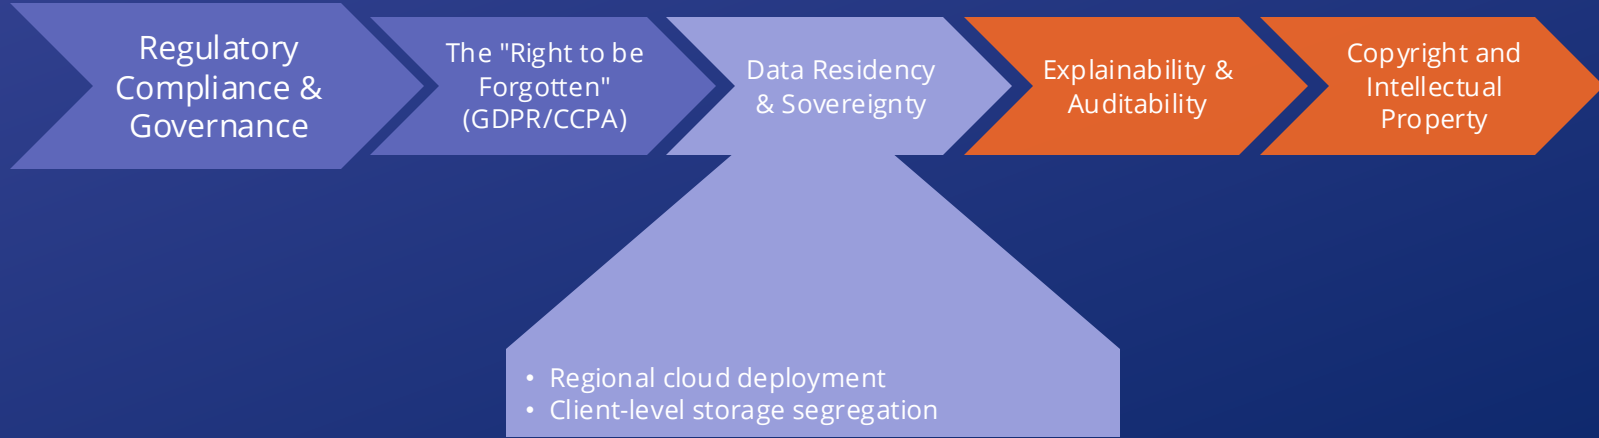 Regulatory
Compliance &
Governance
The "Right to be
Forgotten"
(GDPR/CCPA)
Data Residency
& Sovereignty
Explainability &
Auditability
Copyright and
Intellectual
Property
• Regional cloud deployment
• Client-level storage segregation